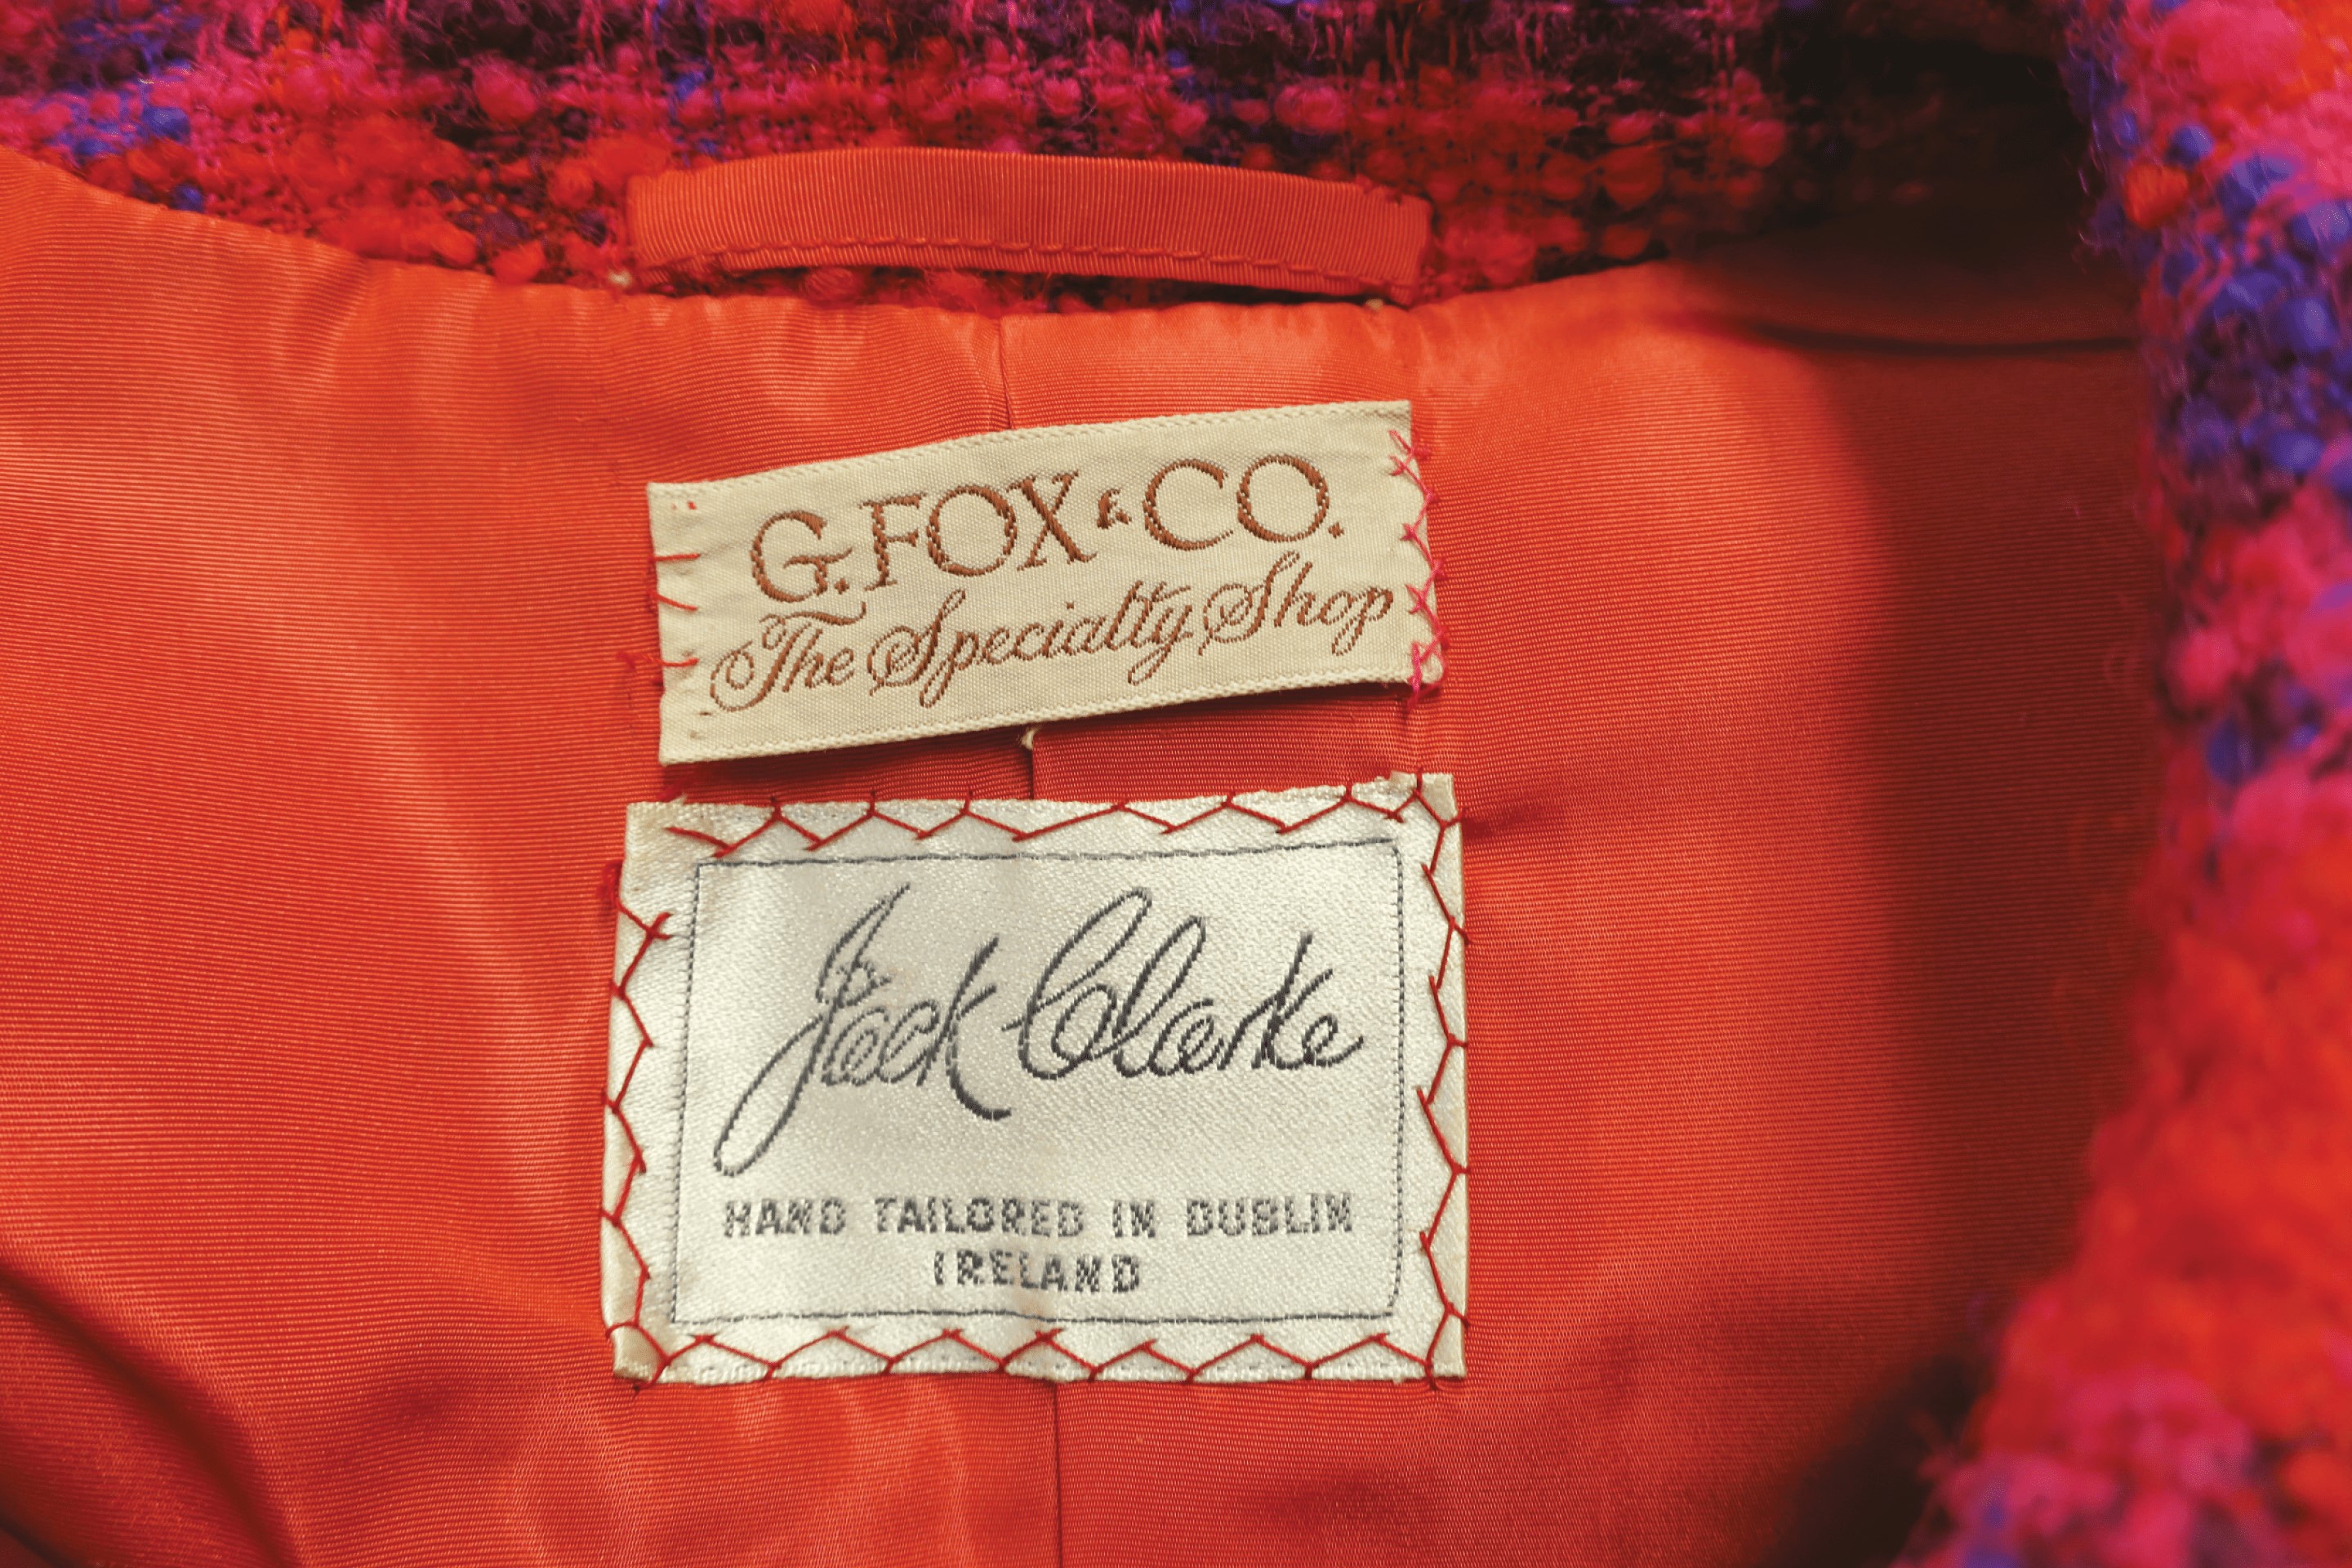 G. FOX & CO.
The Specialty Shop
Jack Clarke
HAND TAILORED IN DUBLIN
IRELAND